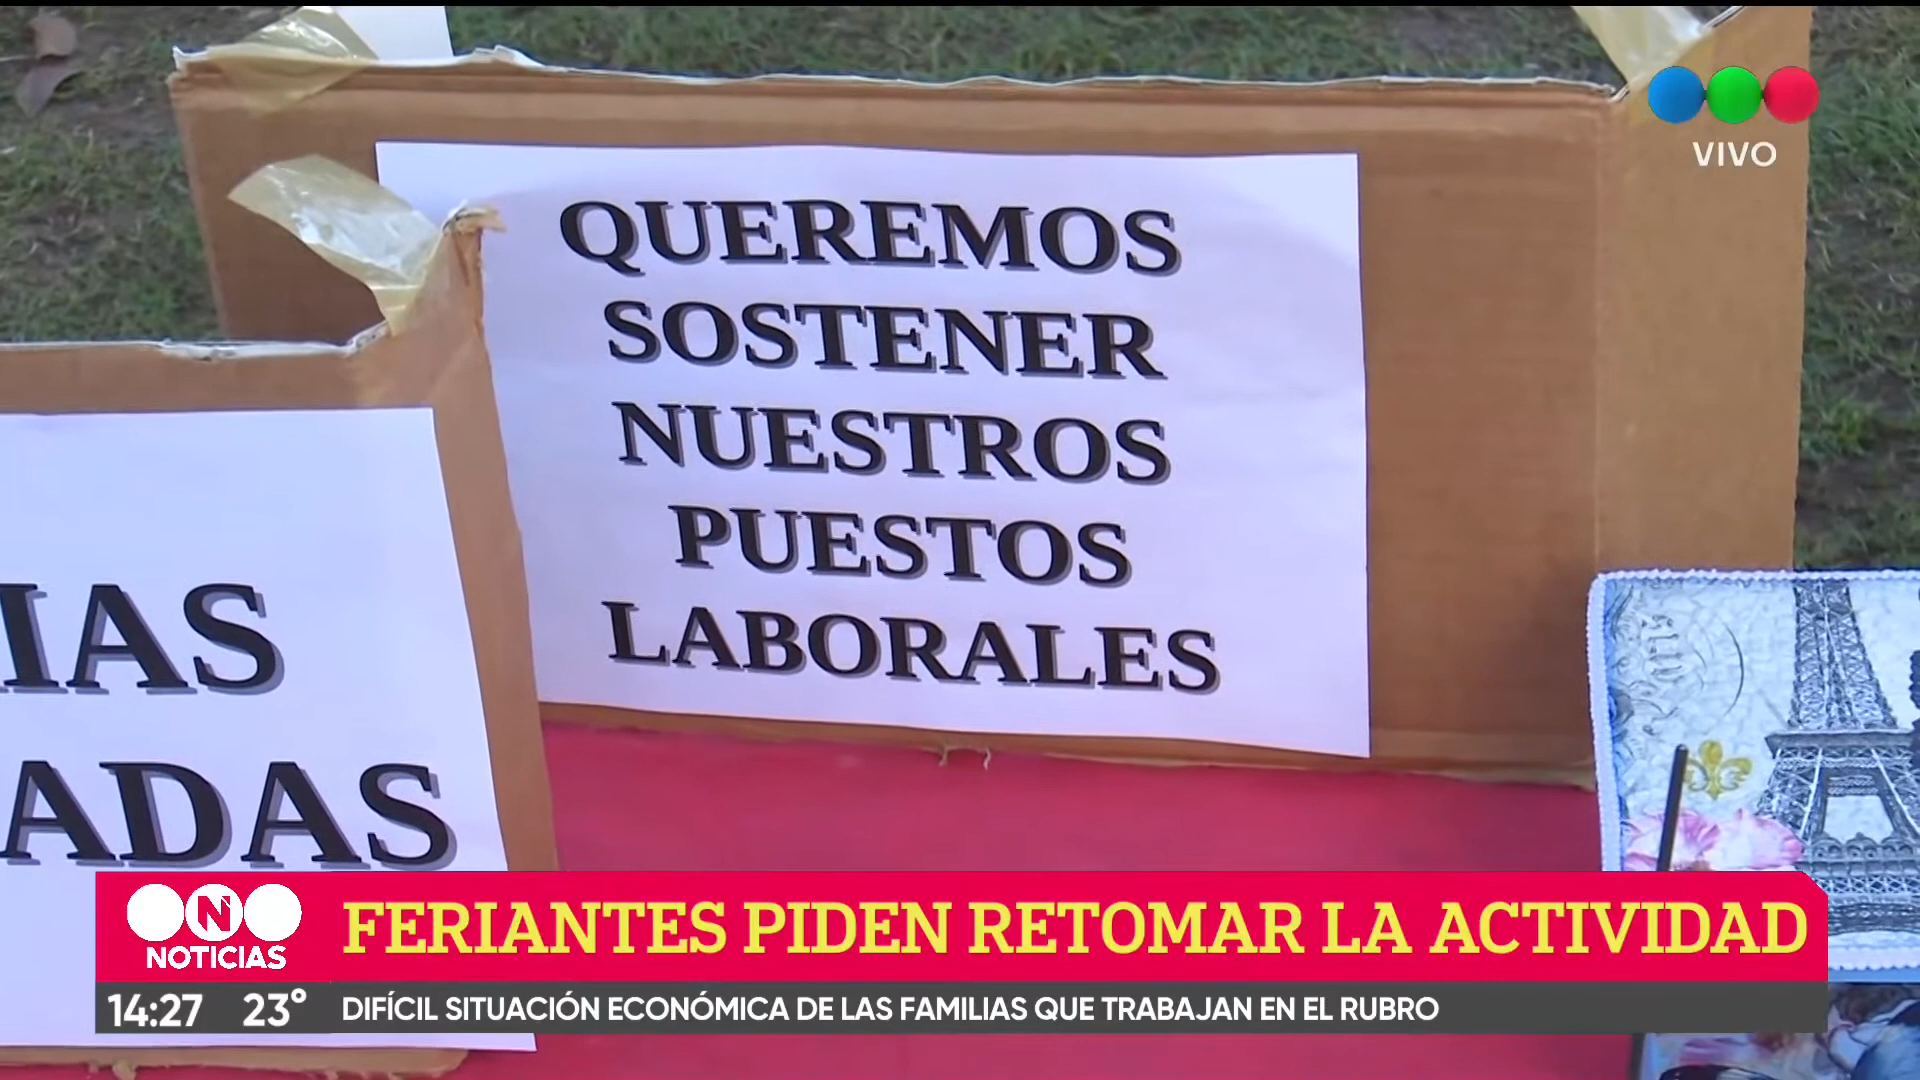 VIVO
QUEREMOS
SOSTENER
NUESTROS
PUESTOS
LABORALES
IAS
ADAS
N
NOTICIAS
FERIANTES PIDEN RETOMAR LA ACTIVIDAD
14:27 23° DIFÍCIL SITUACIÓN ECONÓMICA DE LAS FAMILIAS QUE TRABAJAN EN EL RUBRO